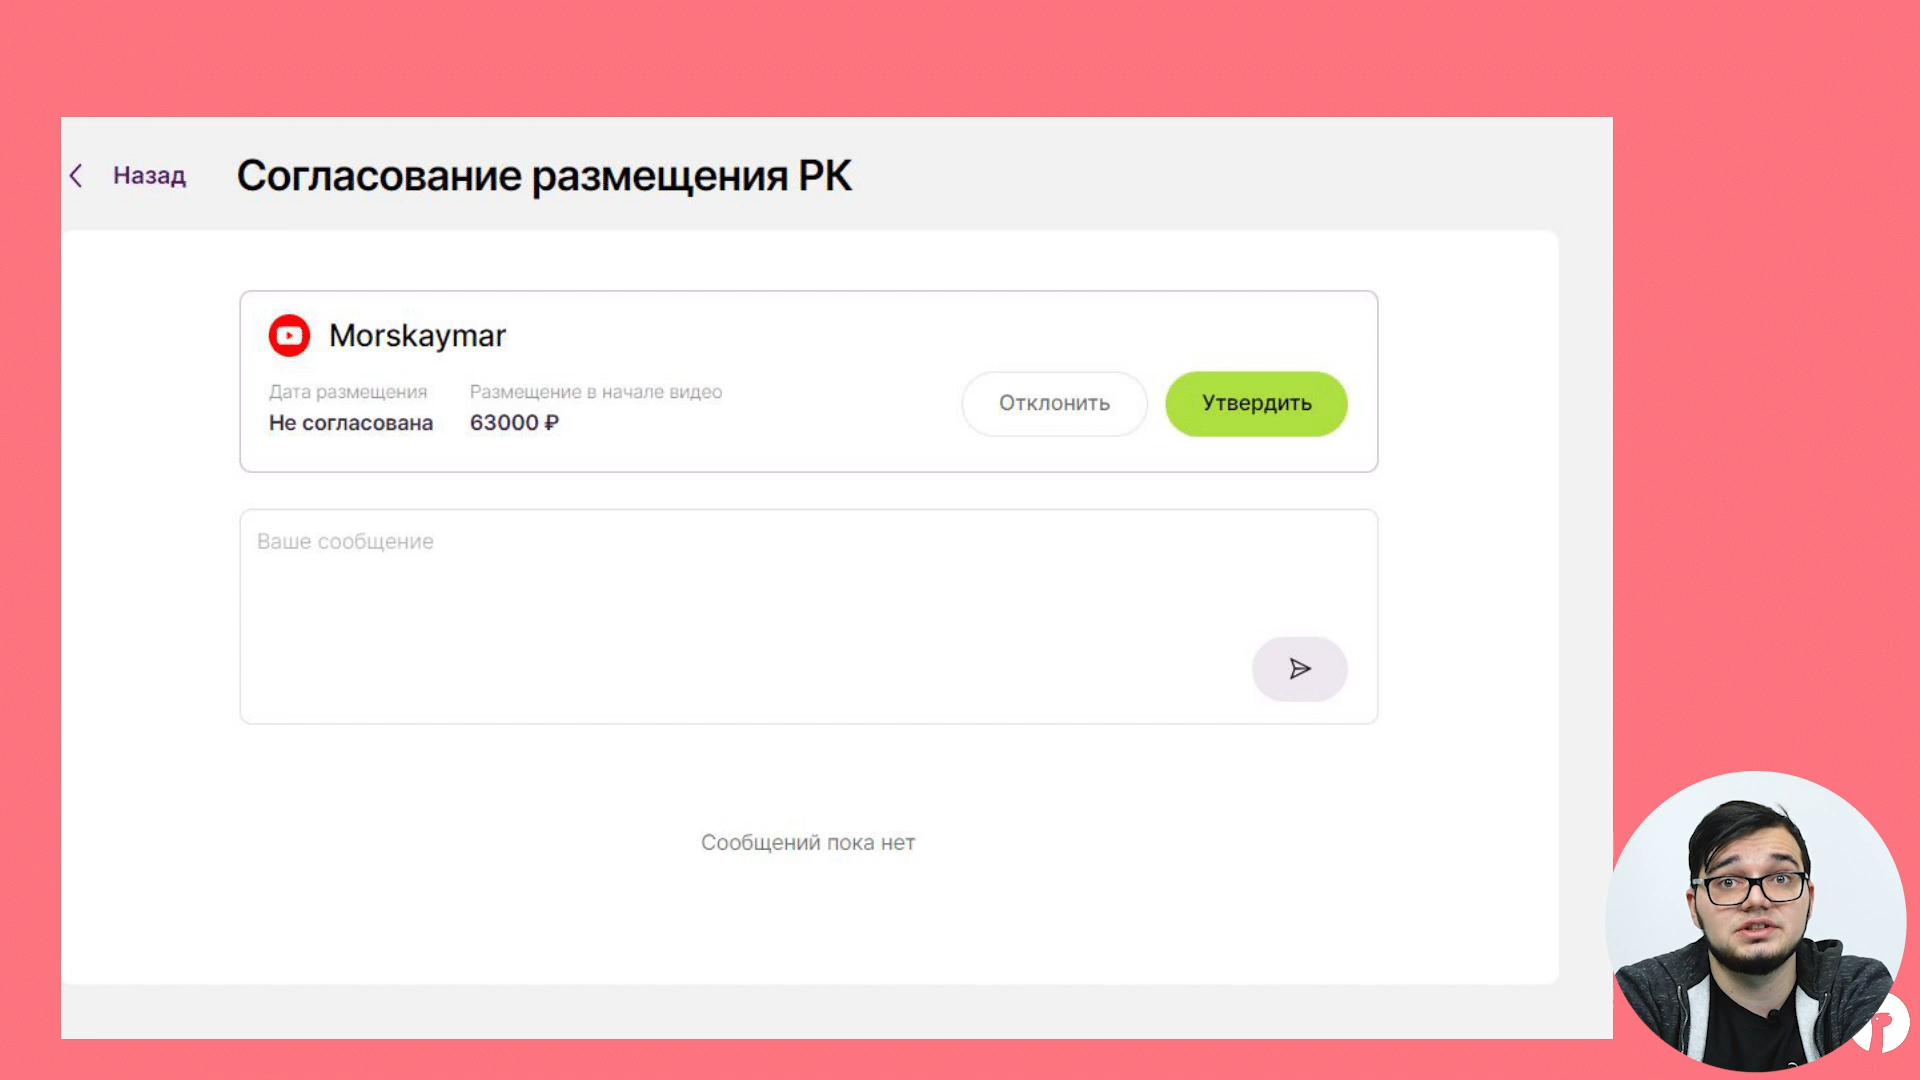 Назад
Согласование размещения РК
Morskaymar
Дата размещения
Размещение в начале видео
Не согласована
63000 ₽
Отклонить
Утвердить
Ваше сообщение
Сообщений пока нет